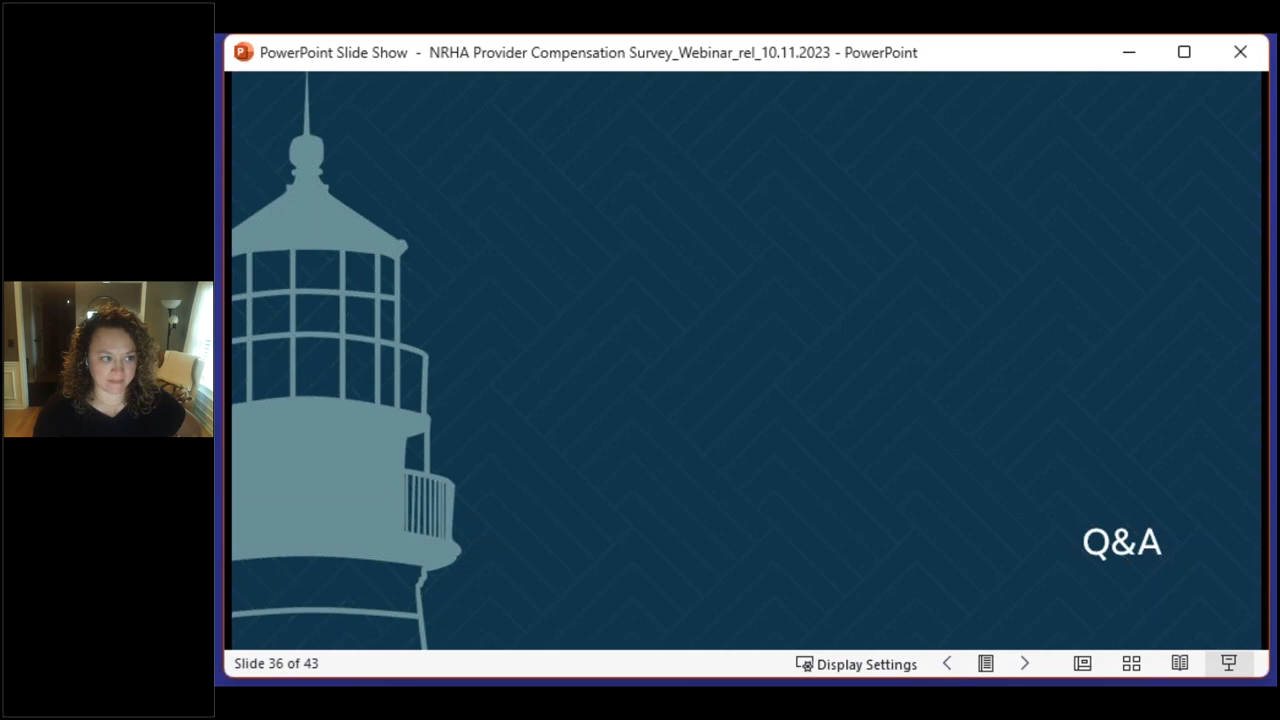 PowerPoint Slide Show - NRHA Provider Compensation Survey_Webinar_rel_10.11.2023 - PowerPoint
Q&A
Slide 36 of 43
Display Settings